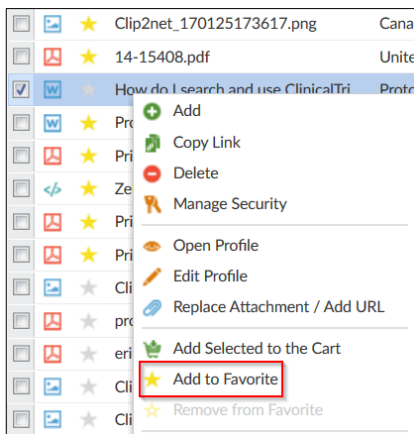 Clip2net_170125173617.png Cana
14-15408.pdf Unite
How do I search and use ClinicalTri Proto
Pro
Pri
Ze
Pri
Pri
Cli
pro
eri
Cli
Cli
Add
Copy Link
Delete
Manage Security
Open Profile
Edit Profile
Replace Attachment / Add URL
Add Selected to the Cart
Add to Favorite
Remove from Favorite